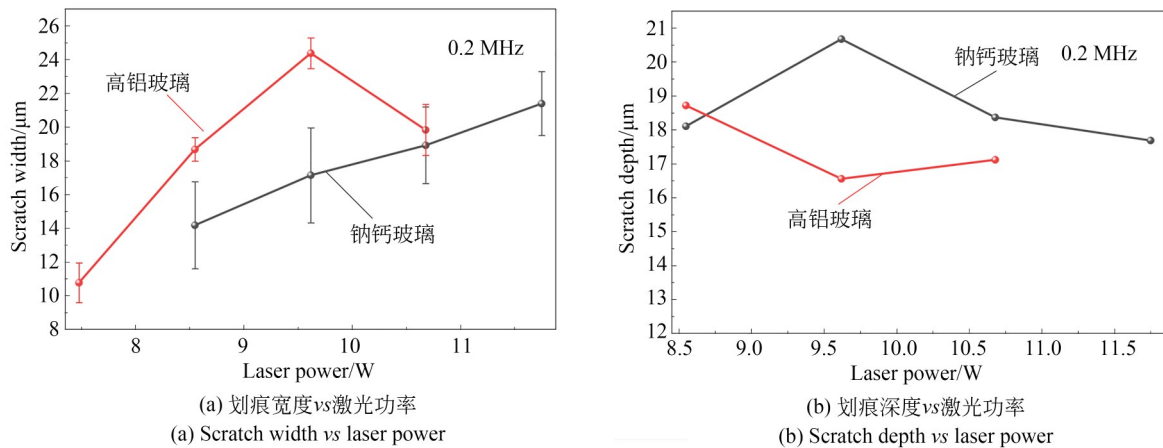 26
24
22
20
18
16
14
12
10
8
Scratch width/μm
0.2 MHz
高铝玻璃
钠钙玻璃
8
9
10
11
Laser power/W
(a) 划痕宽度vs激光功率
(a) Scratch width vs laser power
21
20
19
18
17
16
15
14
13
12
Scratch depth/μm
钠钙玻璃
0.2 MHz
高铝玻璃
8.5
9.0
9.5
10.0
10.5
11.0
11.5
Laser power/W
(b) 划痕深度vs激光功率
(b) Scratch depth vs laser power